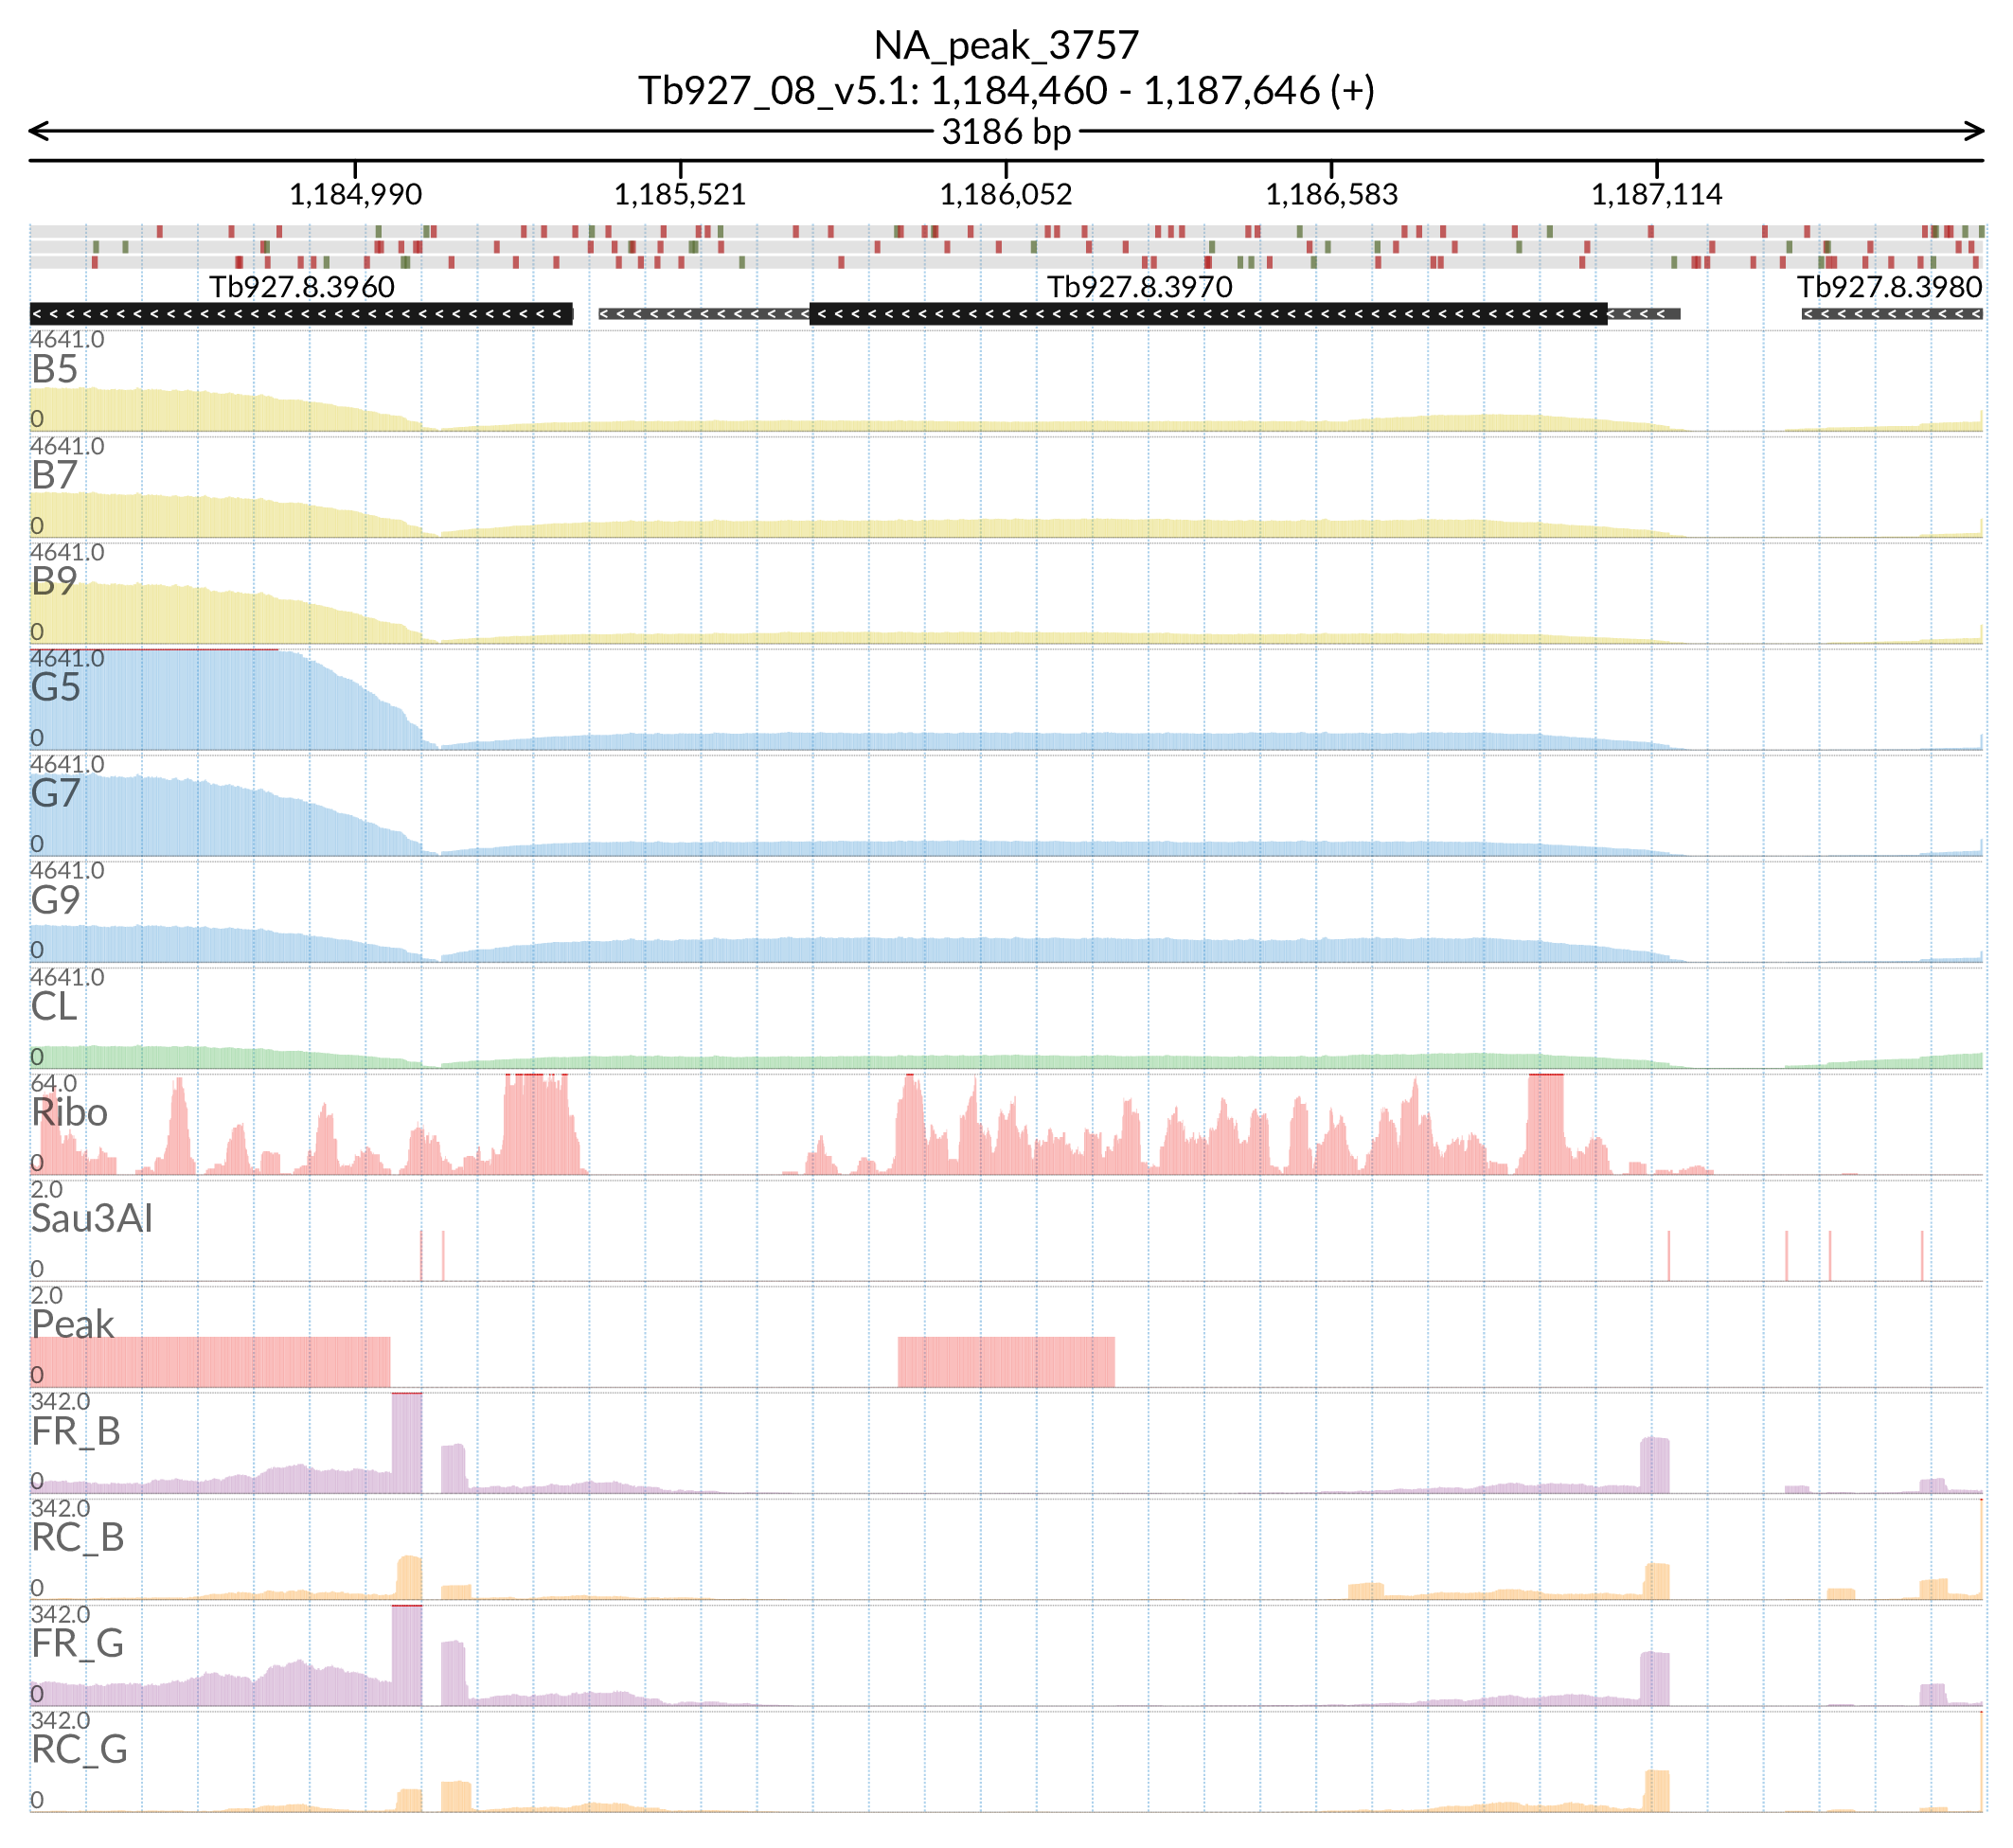 NA_peak_3757
Tb927_08_v5.1: 1,184,460 - 1,187,646 (+)
3186 bp
1,184,990 1,185,521 1,186,052 1,186,583 1,187,114
Tb927.8.3960 Tb927.8.3970 Tb927.8.3980
4641.0
B5
0
4641.0
B7
0
4641.0
B9
0
4641.0
G5
0
4641.0
G7
0
4641.0
G9
0
4641.0
CL
0
64.0
Ribo
0
2.0
Sau3AI
0
2.0
Peak
0
342.0
FR_B
0
342.0
RC_B
0
342.0
FR_G
0
342.0
RC_G
0